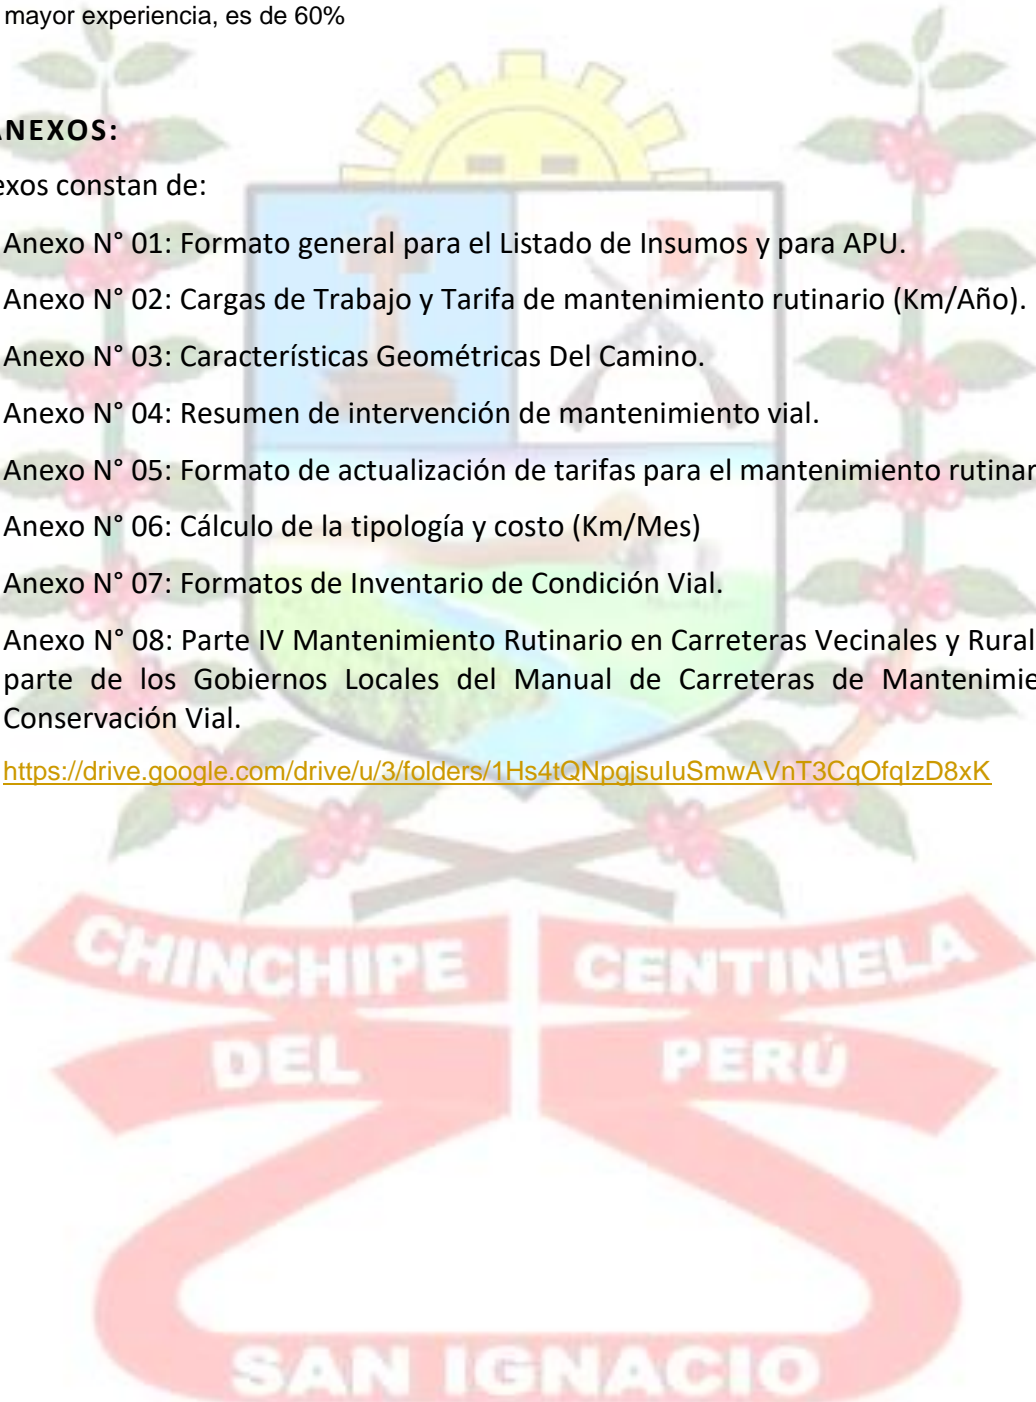 mayor experiencia, es de 60%
ANEXOS:
exos constan de:
Anexo N° 01: Formato general para el Listado de Insumos y para APU.
Anexo N° 02: Cargas de Trabajo y Tarifa de mantenimiento rutinario (Km/Año).
Anexo N° 03: Características Geométricas Del Camino.
Anexo N° 04: Resumen de intervención de mantenimiento vial.
Anexo N° 05: Formato de actualización de tarifas para el mantenimiento rutinar
Anexo N° 06: Cálculo de la tipología y costo (Km/Mes)
Anexo N° 07: Formatos de Inventario de Condición Vial.
Anexo N° 08: Parte IV Mantenimiento Rutinario en Carreteras Vecinales y Rural
parte de los Gobiernos Locales del Manual de Carreteras de Mantenimie
Conservación Vial.
https://drive.google.com/drive/u/3/folders/1Hs4tQNpgjsuIuSmwAVnT3CqOfqIzD8xK
CHINCHIPE CENTINELA
DEL PERÚ
SAN IGNACIO